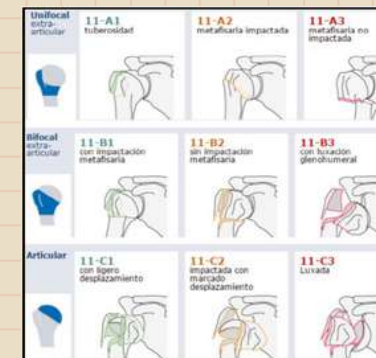 Unifocal
extra-
articular
11-A1
tuberosidad
11-A2
metafisaria impactada
11-A3
metafisaria no
impactada
Bifocal
extra-
articular
11-B1
con impactación
metafisaria
11-B2
sin impactación
metafisaria
11-B3
con luxación
glenohumeral
Articular
11-C1
con ligero
desplazamiento
11-C2
impactada con
marcado
desplazamiento
11-C3
Luxada